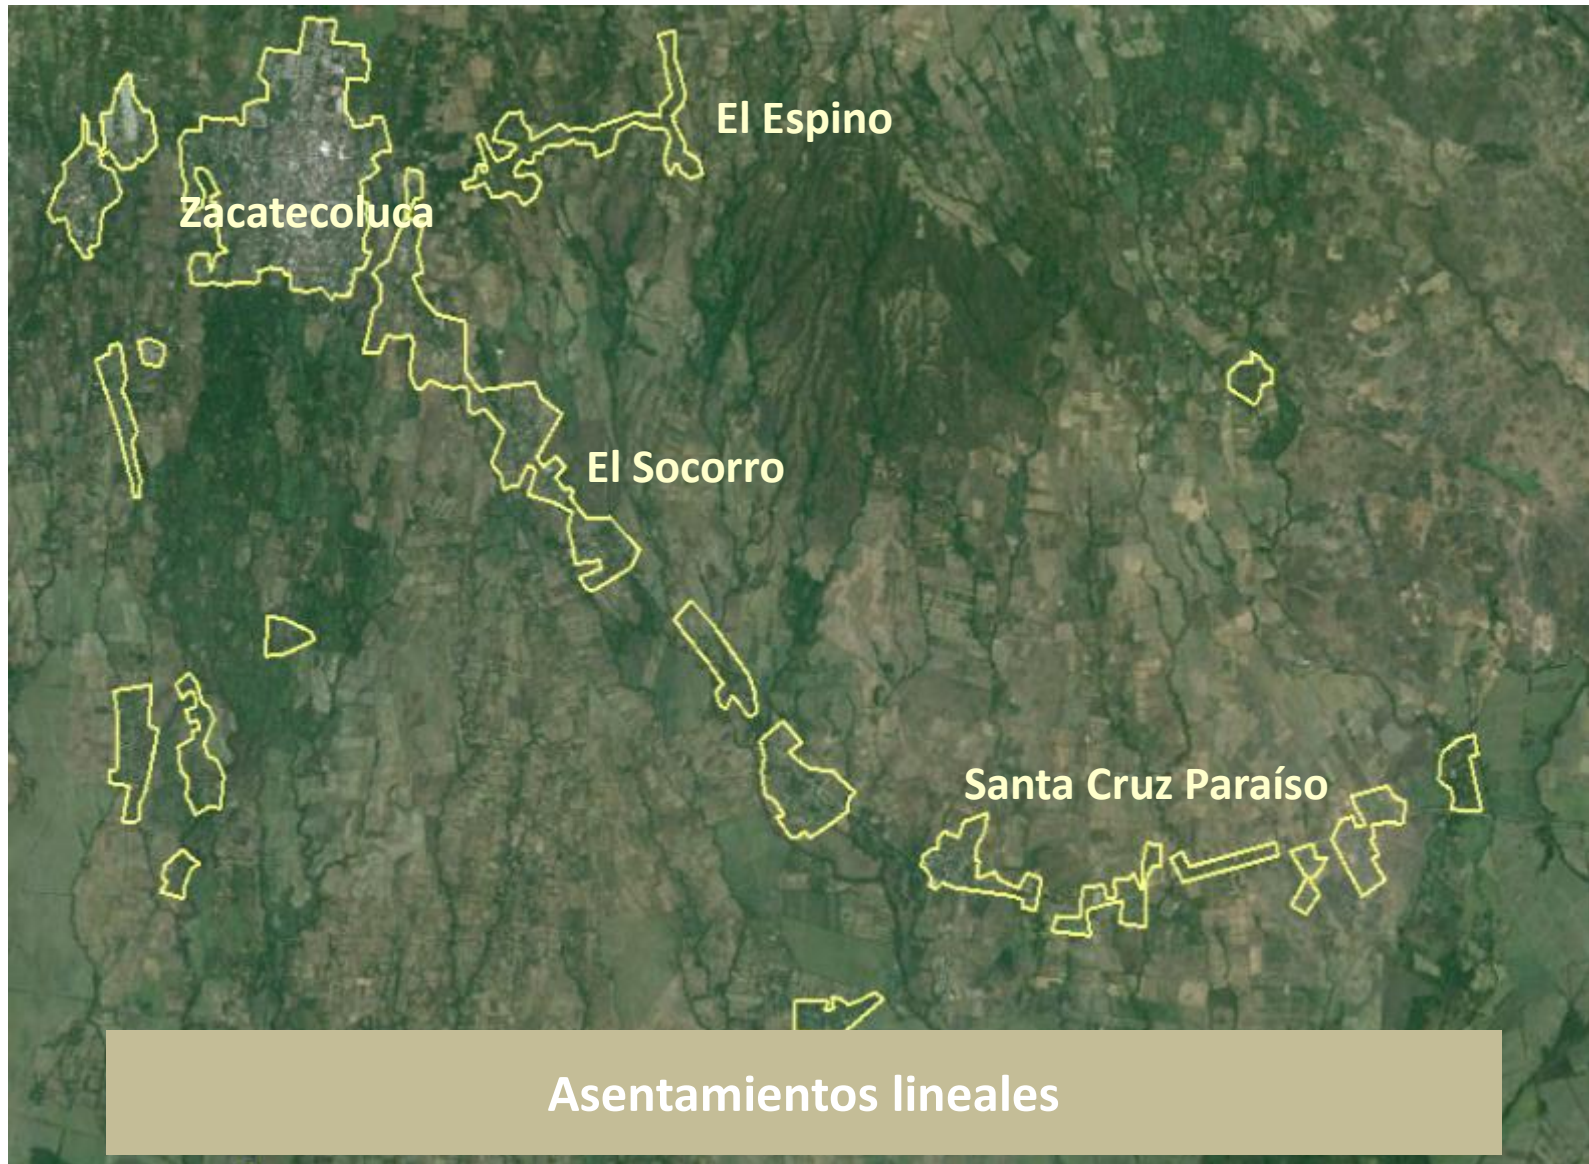 El Espino
Zacatecoluca
El Socorro
Santa Cruz Paraíso
Asentamientos lineales